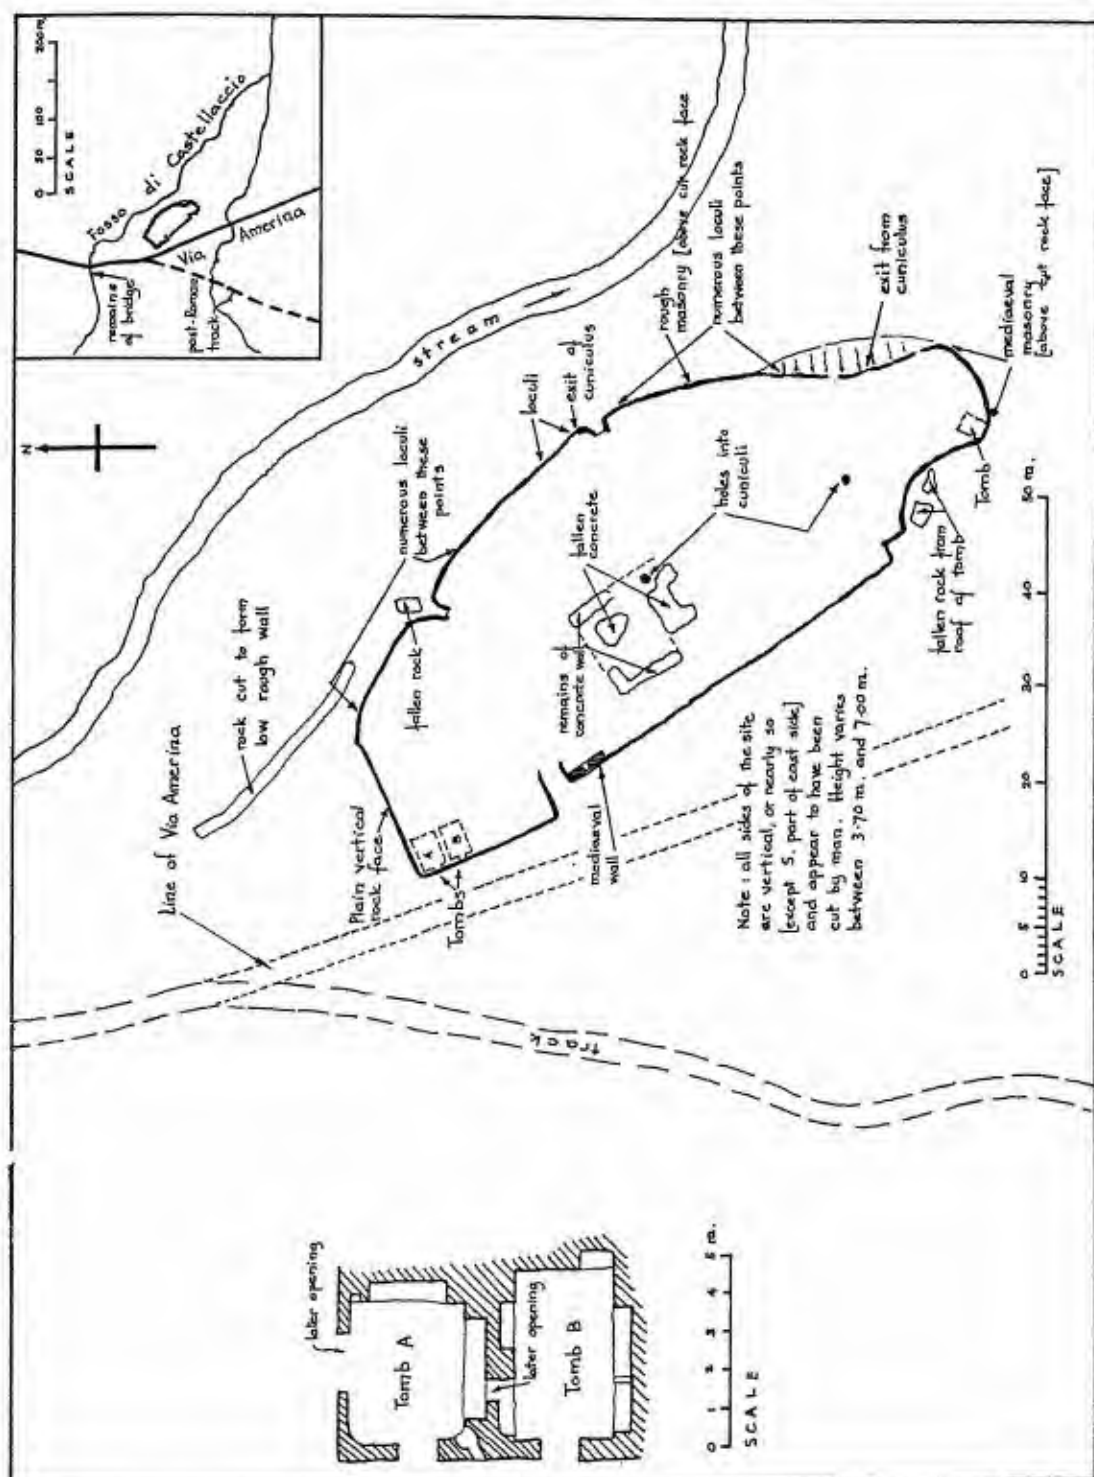 later opening
Tomb A
later opening
Tomb B
0 1 2 3 4 5 m.
SCALE
Line of Via Amerina
rock cut to form
low rough wall
Plain vertical
rock face
Tombs
A
B
fallen rock
numerous loculi
between these
points
N
stream
loculi
exit of
cuniculus
rough
masonry [above cut rock face
numerous loculi
between these points
exit from
cuniculus
mediaeval
masonry
[above cut rock face]
Tomb
fallen rock from
roof of tomb
holes into
cuniculi
fallen
concrete
remains of
concrete wall
mediaeval
wall
track
Note: all sides of the site
are vertical, or nearly so
[except S. part of east side]
and appear to have been
cut by man. Height varies
between 3·70 m. and 7·00 m.
0 5 10 20 30 40 50 m.
SCALE
Fosso di Castellaccio
Via Amerina
remains
of bridge
post-Roman
track
0 50 100 200 m.
SCALE